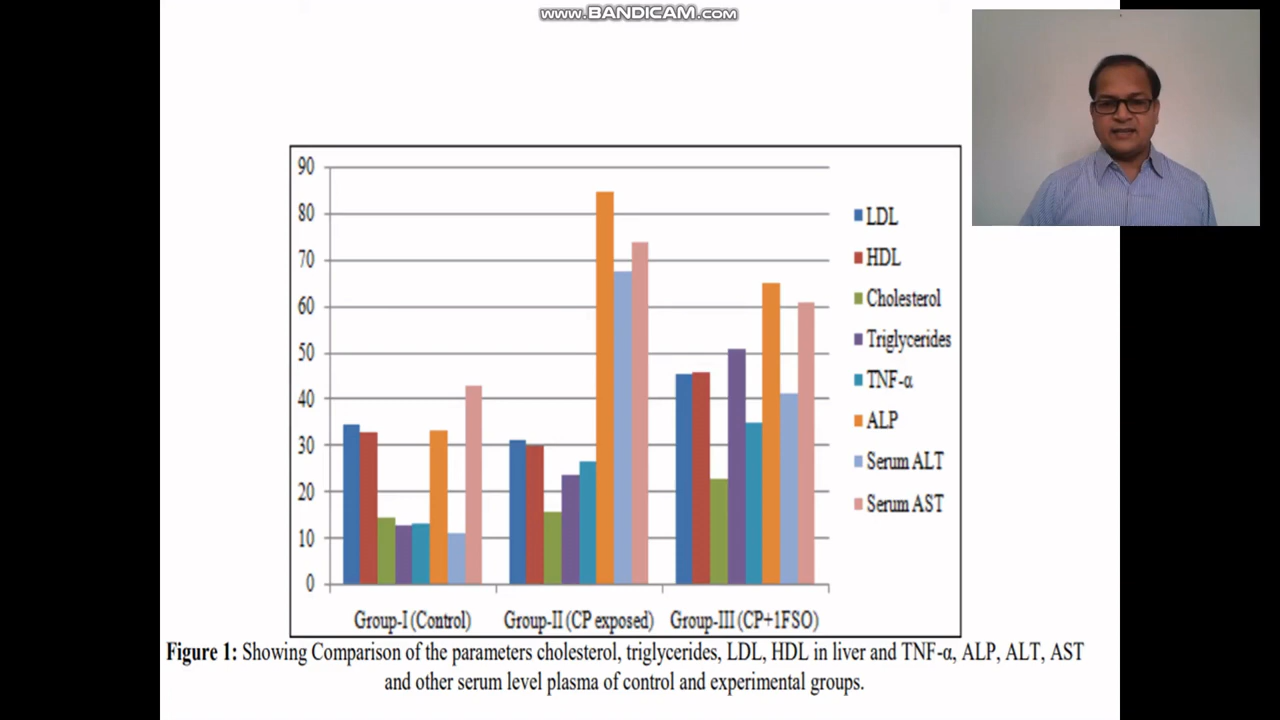 www.BANDICAM.com
90
80
70
60
50
40
30
20
10
0
LDL
HDL
Cholesterol
Triglycerides
TNF-α
ALP
Serum ALT
Serum AST
Group-I (Control) Group-II (CP exposed) Group-III (CP+1FSO)
Figure 1: Showing Comparison of the parameters cholesterol, triglycerides, LDL, HDL in liver and TNF-α, ALP, ALT, AST
and other serum level plasma of control and experimental groups.